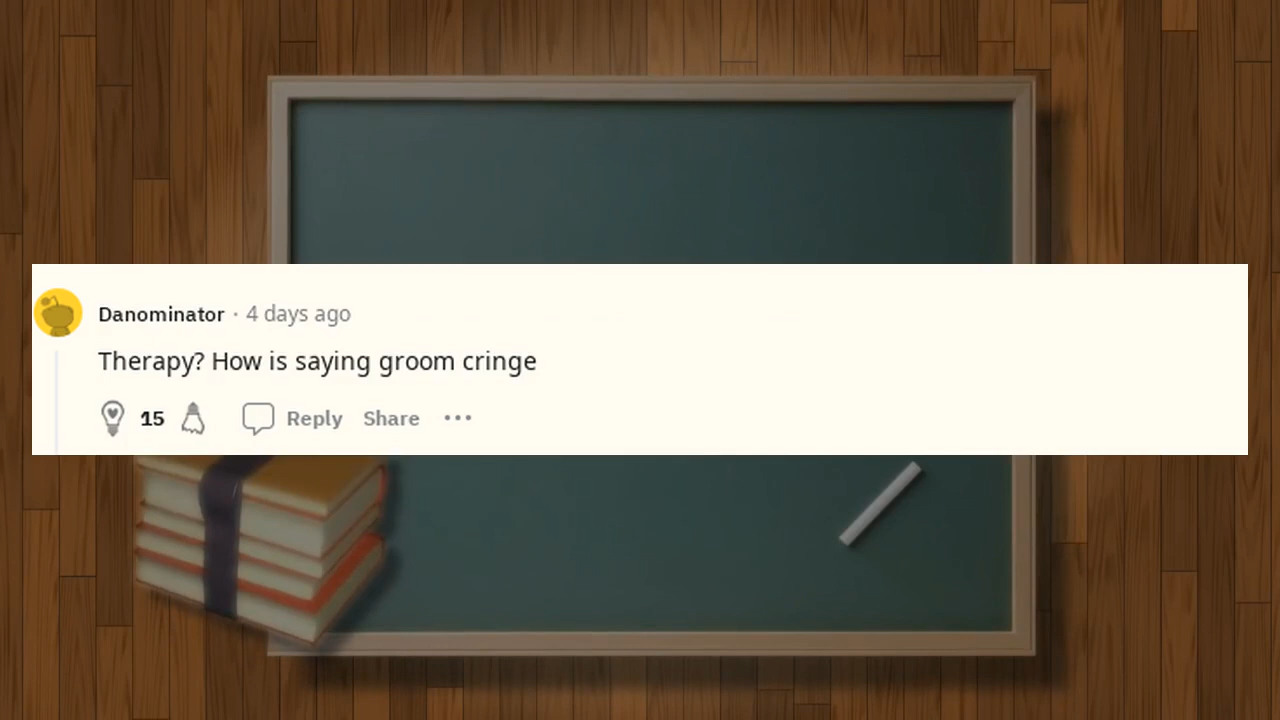 Danominator · 4 days ago
Therapy? How is saying groom cringe
15 Reply Share